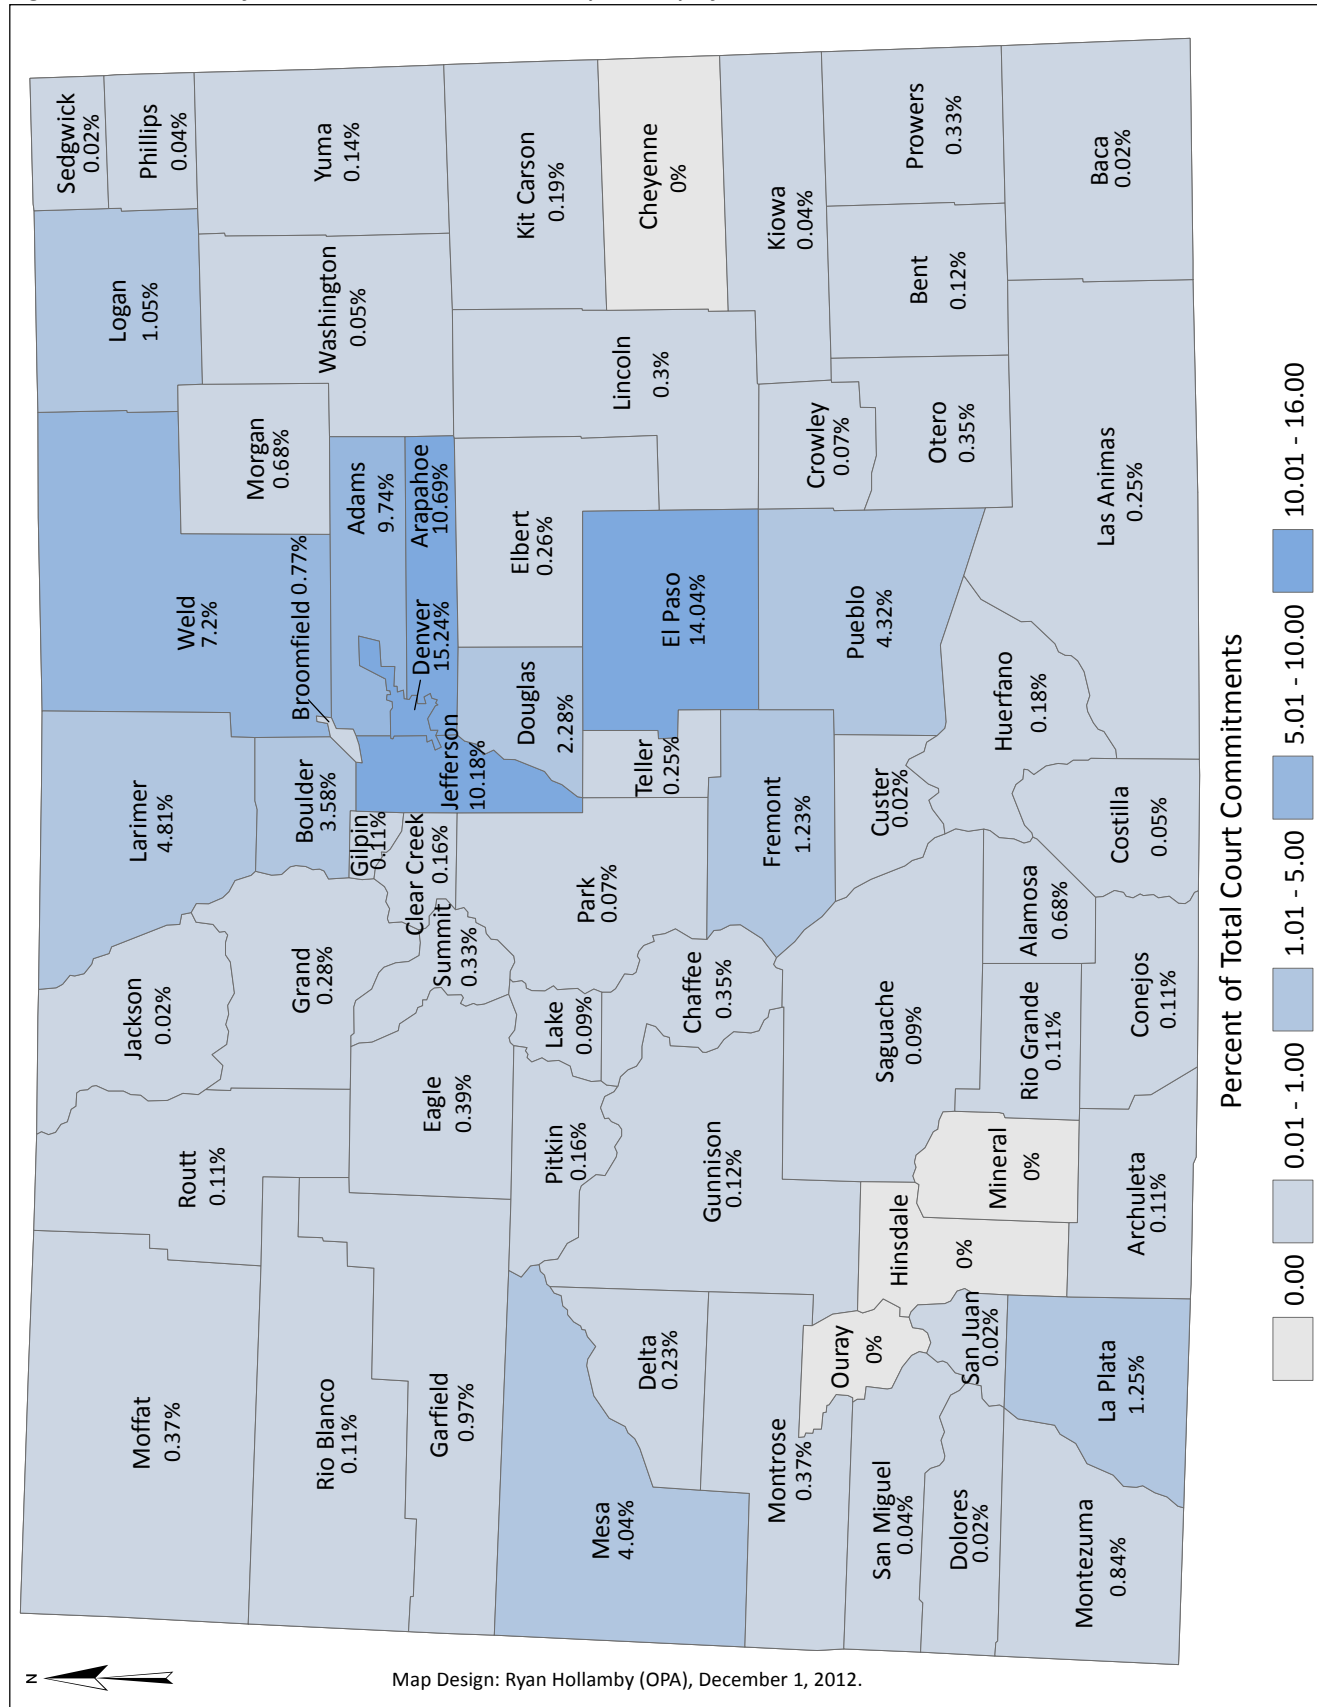 Moffat
0.37%
Routt
0.11%
Jackson
0.02%
Larimer
4.81%
Weld
7.2%
Logan
1.05%
Sedgwick
0.02%
Phillips
0.04%
Morgan
0.68%
Washington
0.05%
Yuma
0.14%
Rio Blanco
0.11%
Grand
0.28%
Boulder
3.58%
Broomfield 0.77%
Gilpin
0.11%
Adams
9.74%
Arapahoe
10.69%
Denver
15.24%
Jefferson
10.18%
Clear Creek
0.16%
Summit
0.33%
Eagle
0.39%
Garfield
0.97%
Mesa
4.04%
Pitkin
0.16%
Lake
0.09%
Park
0.07%
Douglas
2.28%
Elbert
0.26%
Lincoln
0.3%
Kit Carson
0.19%
Cheyenne
0%
Delta
0.23%
Gunnison
0.12%
Chaffee
0.35%
Teller
0.25%
El Paso
14.04%
Kiowa
0.04%
Montrose
0.37%
Ouray
0%
Hinsdale
0%
Saguache
0.09%
Fremont
1.23%
Custer
0.02%
Pueblo
4.32%
Crowley
0.07%
Otero
0.35%
Bent
0.12%
Prowers
0.33%
San Miguel
0.04%
Dolores
0.02%
San Juan
0.02%
Mineral
0%
Rio Grande
0.11%
Alamosa
0.68%
Huerfano
0.18%
Las Animas
0.25%
Baca
0.02%
Montezuma
0.84%
La Plata
1.25%
Archuleta
0.11%
Conejos
0.11%
Costilla
0.05%
Percent of Total Court Commitments
0.00
0.01 - 1.00
1.01 - 5.00
5.01 - 10.00
10.01 - 16.00
N
Map Design: Ryan Hollamby (OPA), December 1, 2012.